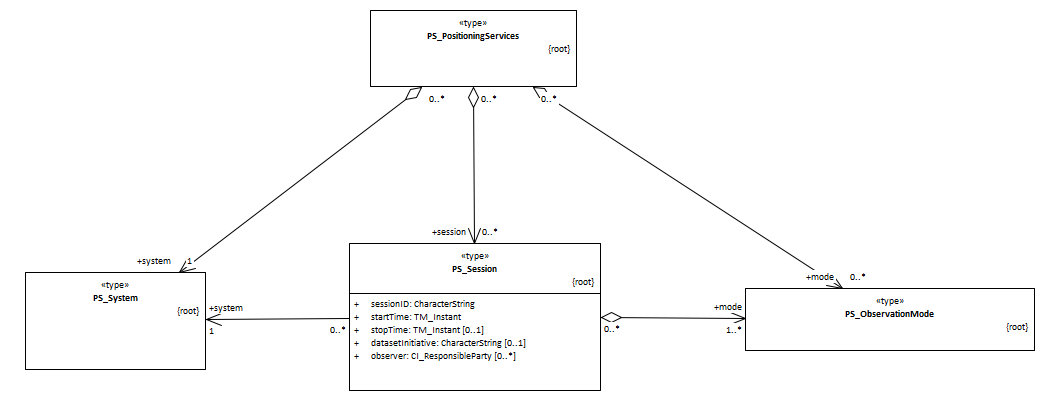 «type»
PS_PositioningServices
{root}
0..*
0..*
0..*
+system
1
+session
0..*
+mode
0..*
«type»
PS_System
{root}
+system
1
0..*
«type»
PS_Session
{root}
+ sessionID: CharacterString
+ startTime: TM_Instant
+ stopTime: TM_Instant [0..1]
+ datasetInitiative: CharacterString [0..1]
+ observer: CI_ResponsibleParty [0..*]
0..*
+mode
1..*
«type»
PS_ObservationMode
{root}